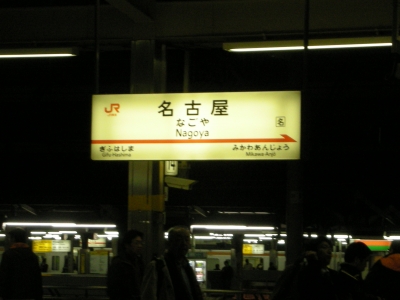 JR
名古屋
なごや
Nagoya
名
ぎふはしま
Gifu-Hashima
みかわあんじょう
Mikawa-Anjō